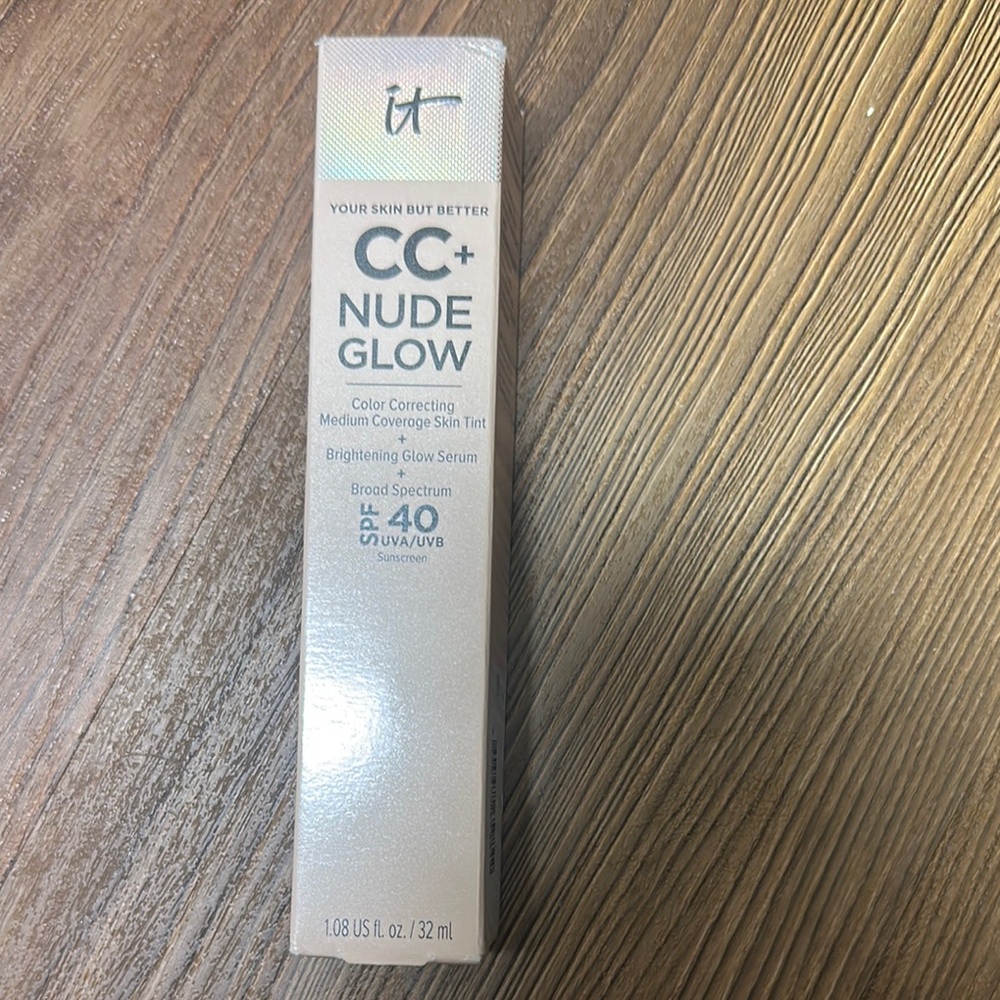 it
YOUR SKIN BUT BETTER
CC+
NUDE
GLOW
Color Correcting
Medium Coverage Skin Tint
+
Brightening Glow Serum
+
Broad Spectrum
SPF 40
UVA/UVB
Sunscreen
1.08 US fl. oz. / 32 ml